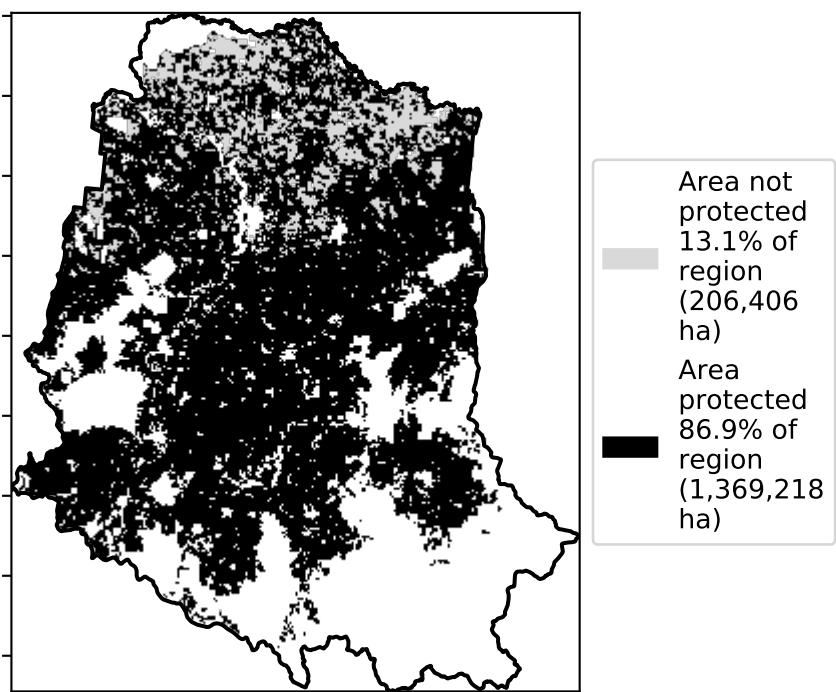 Area not
protected
13.1% of
region
(206,406
ha)
Area
protected
86.9% of
region
(1,369,218
ha)